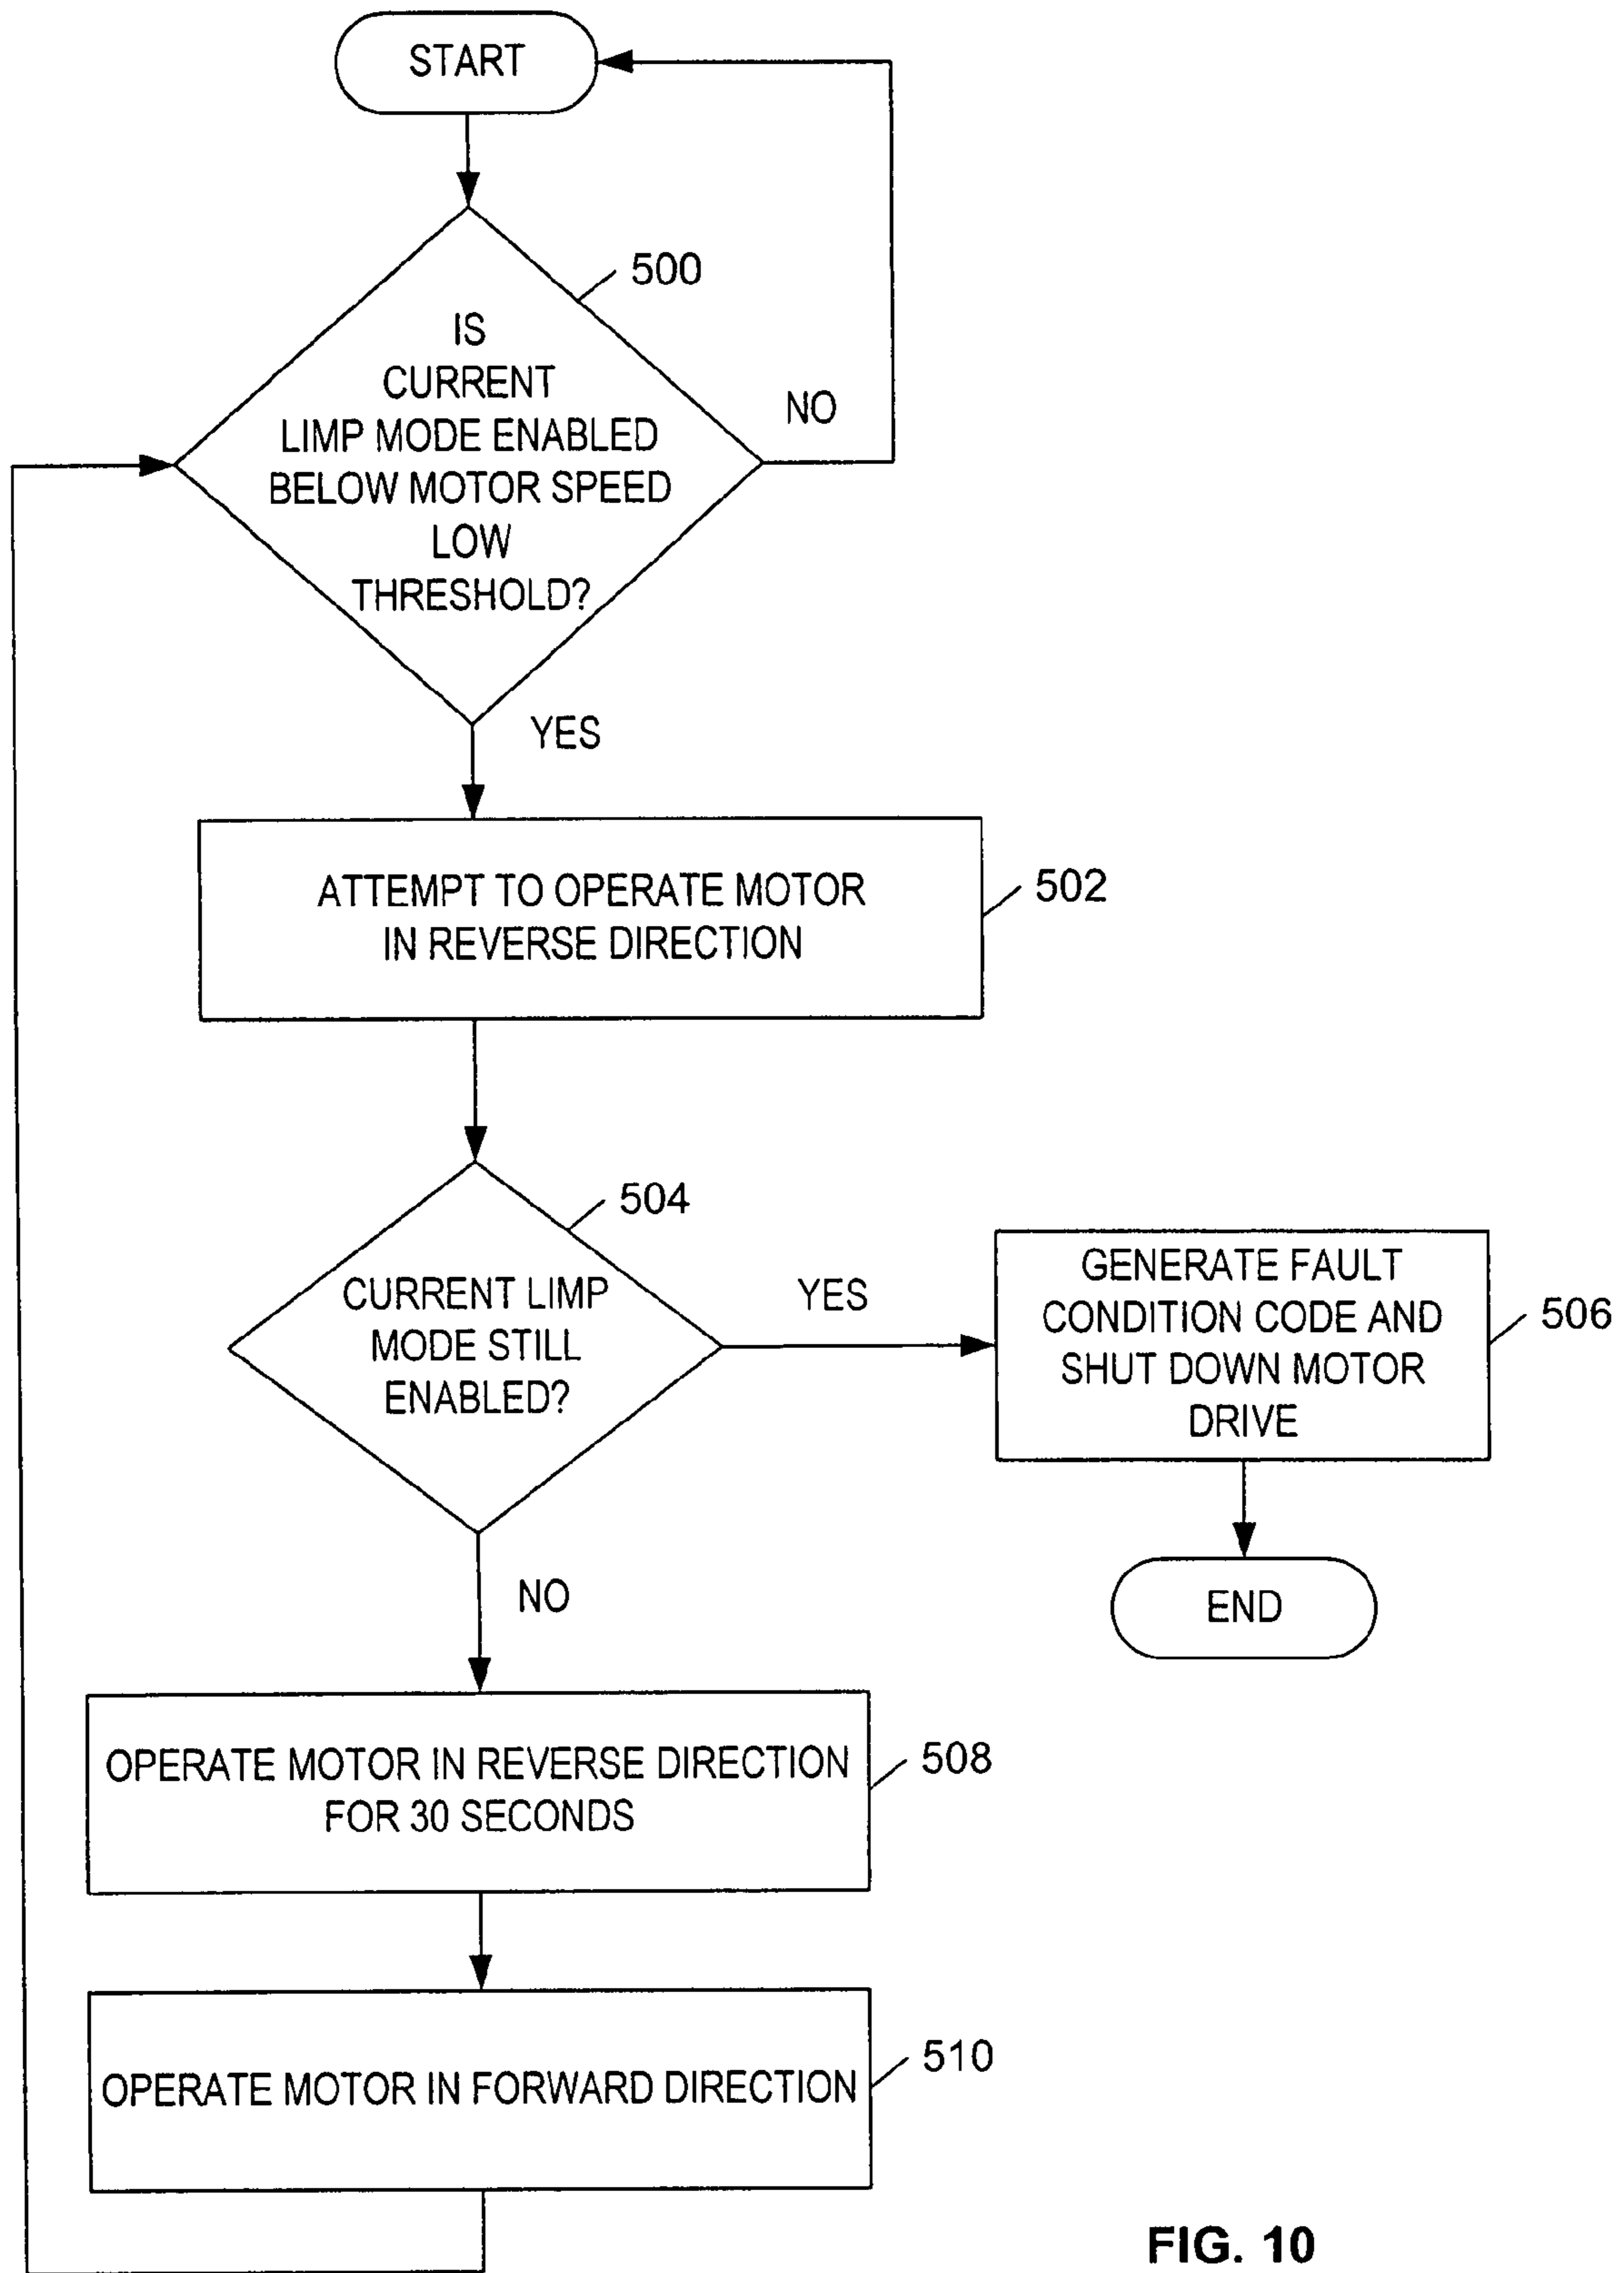 START
500
IS
CURRENT
LIMP MODE ENABLED
BELOW MOTOR SPEED
LOW
THRESHOLD?
NO
YES
ATTEMPT TO OPERATE MOTOR
IN REVERSE DIRECTION
502
504
CURRENT LIMP
MODE STILL
ENABLED?
YES
GENERATE FAULT
CONDITION CODE AND
SHUT DOWN MOTOR
DRIVE
506
END
NO
OPERATE MOTOR IN REVERSE DIRECTION
FOR 30 SECONDS
508
OPERATE MOTOR IN FORWARD DIRECTION
510
FIG. 10